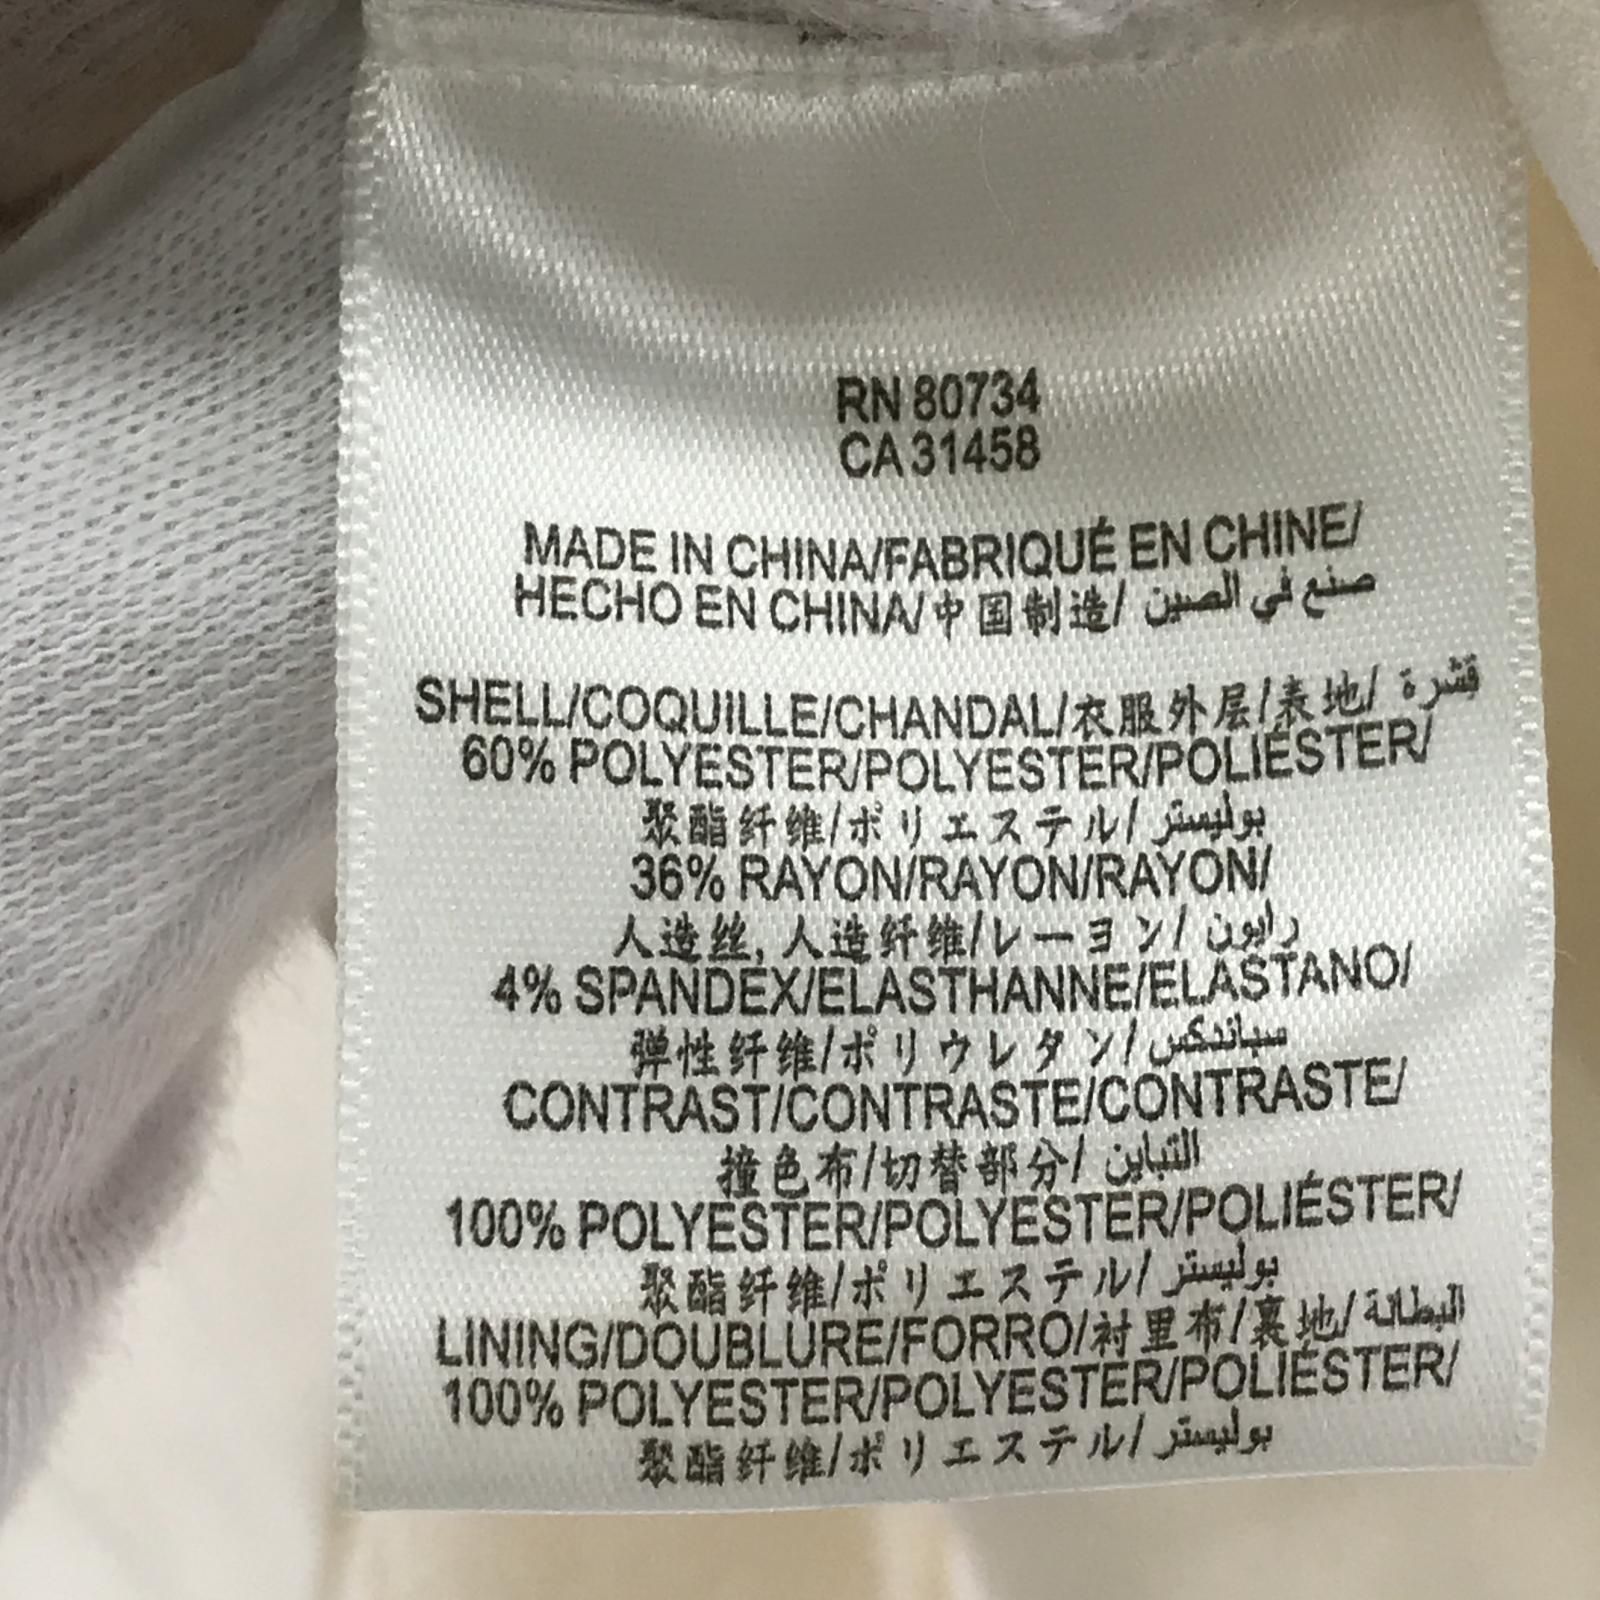 RN 80734
CA 31458
MADE IN CHINA/FABRIQUÉ EN CHINE/
HECHO EN CHINA/中国制造/ صنع في الصين
SHELL/COQUILLE/CHANDAL/衣服外层/表地/ قشرة
60% POLYESTER/POLYESTER/POLIÉSTER/
聚酯纤维/ポリエステル/ بوليستر
36% RAYON/RAYON/RAYON/
人造丝, 人造纤维/レーヨン/ رايون
4% SPANDEX/ELASTHANNE/ELASTANO/
弹性纤维/ポリウレタン/ سباندكس
CONTRAST/CONTRASTE/CONTRASTE/
撞色布/切替部分/ التباين
100% POLYESTER/POLYESTER/POLIÉSTER/
聚酯纤维/ポリエステル/ بوليستر
LINING/DOUBLURE/FORRO/衬里布/裏地/ البطانة
100% POLYESTER/POLYESTER/POLIÉSTER/
聚酯纤维/ポリエステル/ بوليستر